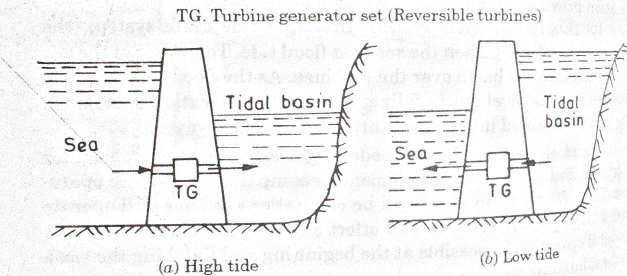 TG. Turbine generator set (Reversible turbines)
Sea
Tidal basin
TG
(a) High tide
Sea
Tidal
basin
TG
(b) Low tide